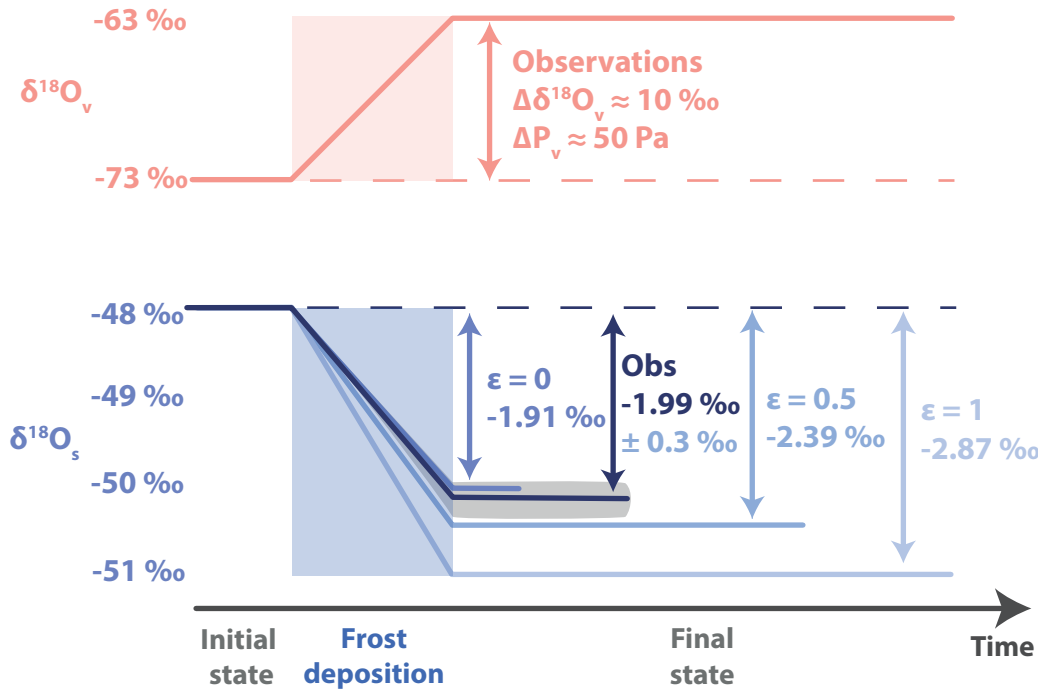 -63 ‰
δ¹⁸Oᵥ
Observations
Δδ¹⁸Oᵥ ≈ 10 ‰
ΔPᵥ ≈ 50 Pa
-73 ‰
-48 ‰
-49 ‰
δ¹⁸Oₛ
-50 ‰
-51 ‰
ε = 0
-1.91 ‰
Obs
-1.99 ‰
± 0.3 ‰
ε = 0.5
-2.39 ‰
ε = 1
-2.87 ‰
Initial
state
Frost
deposition
Final
state
Time